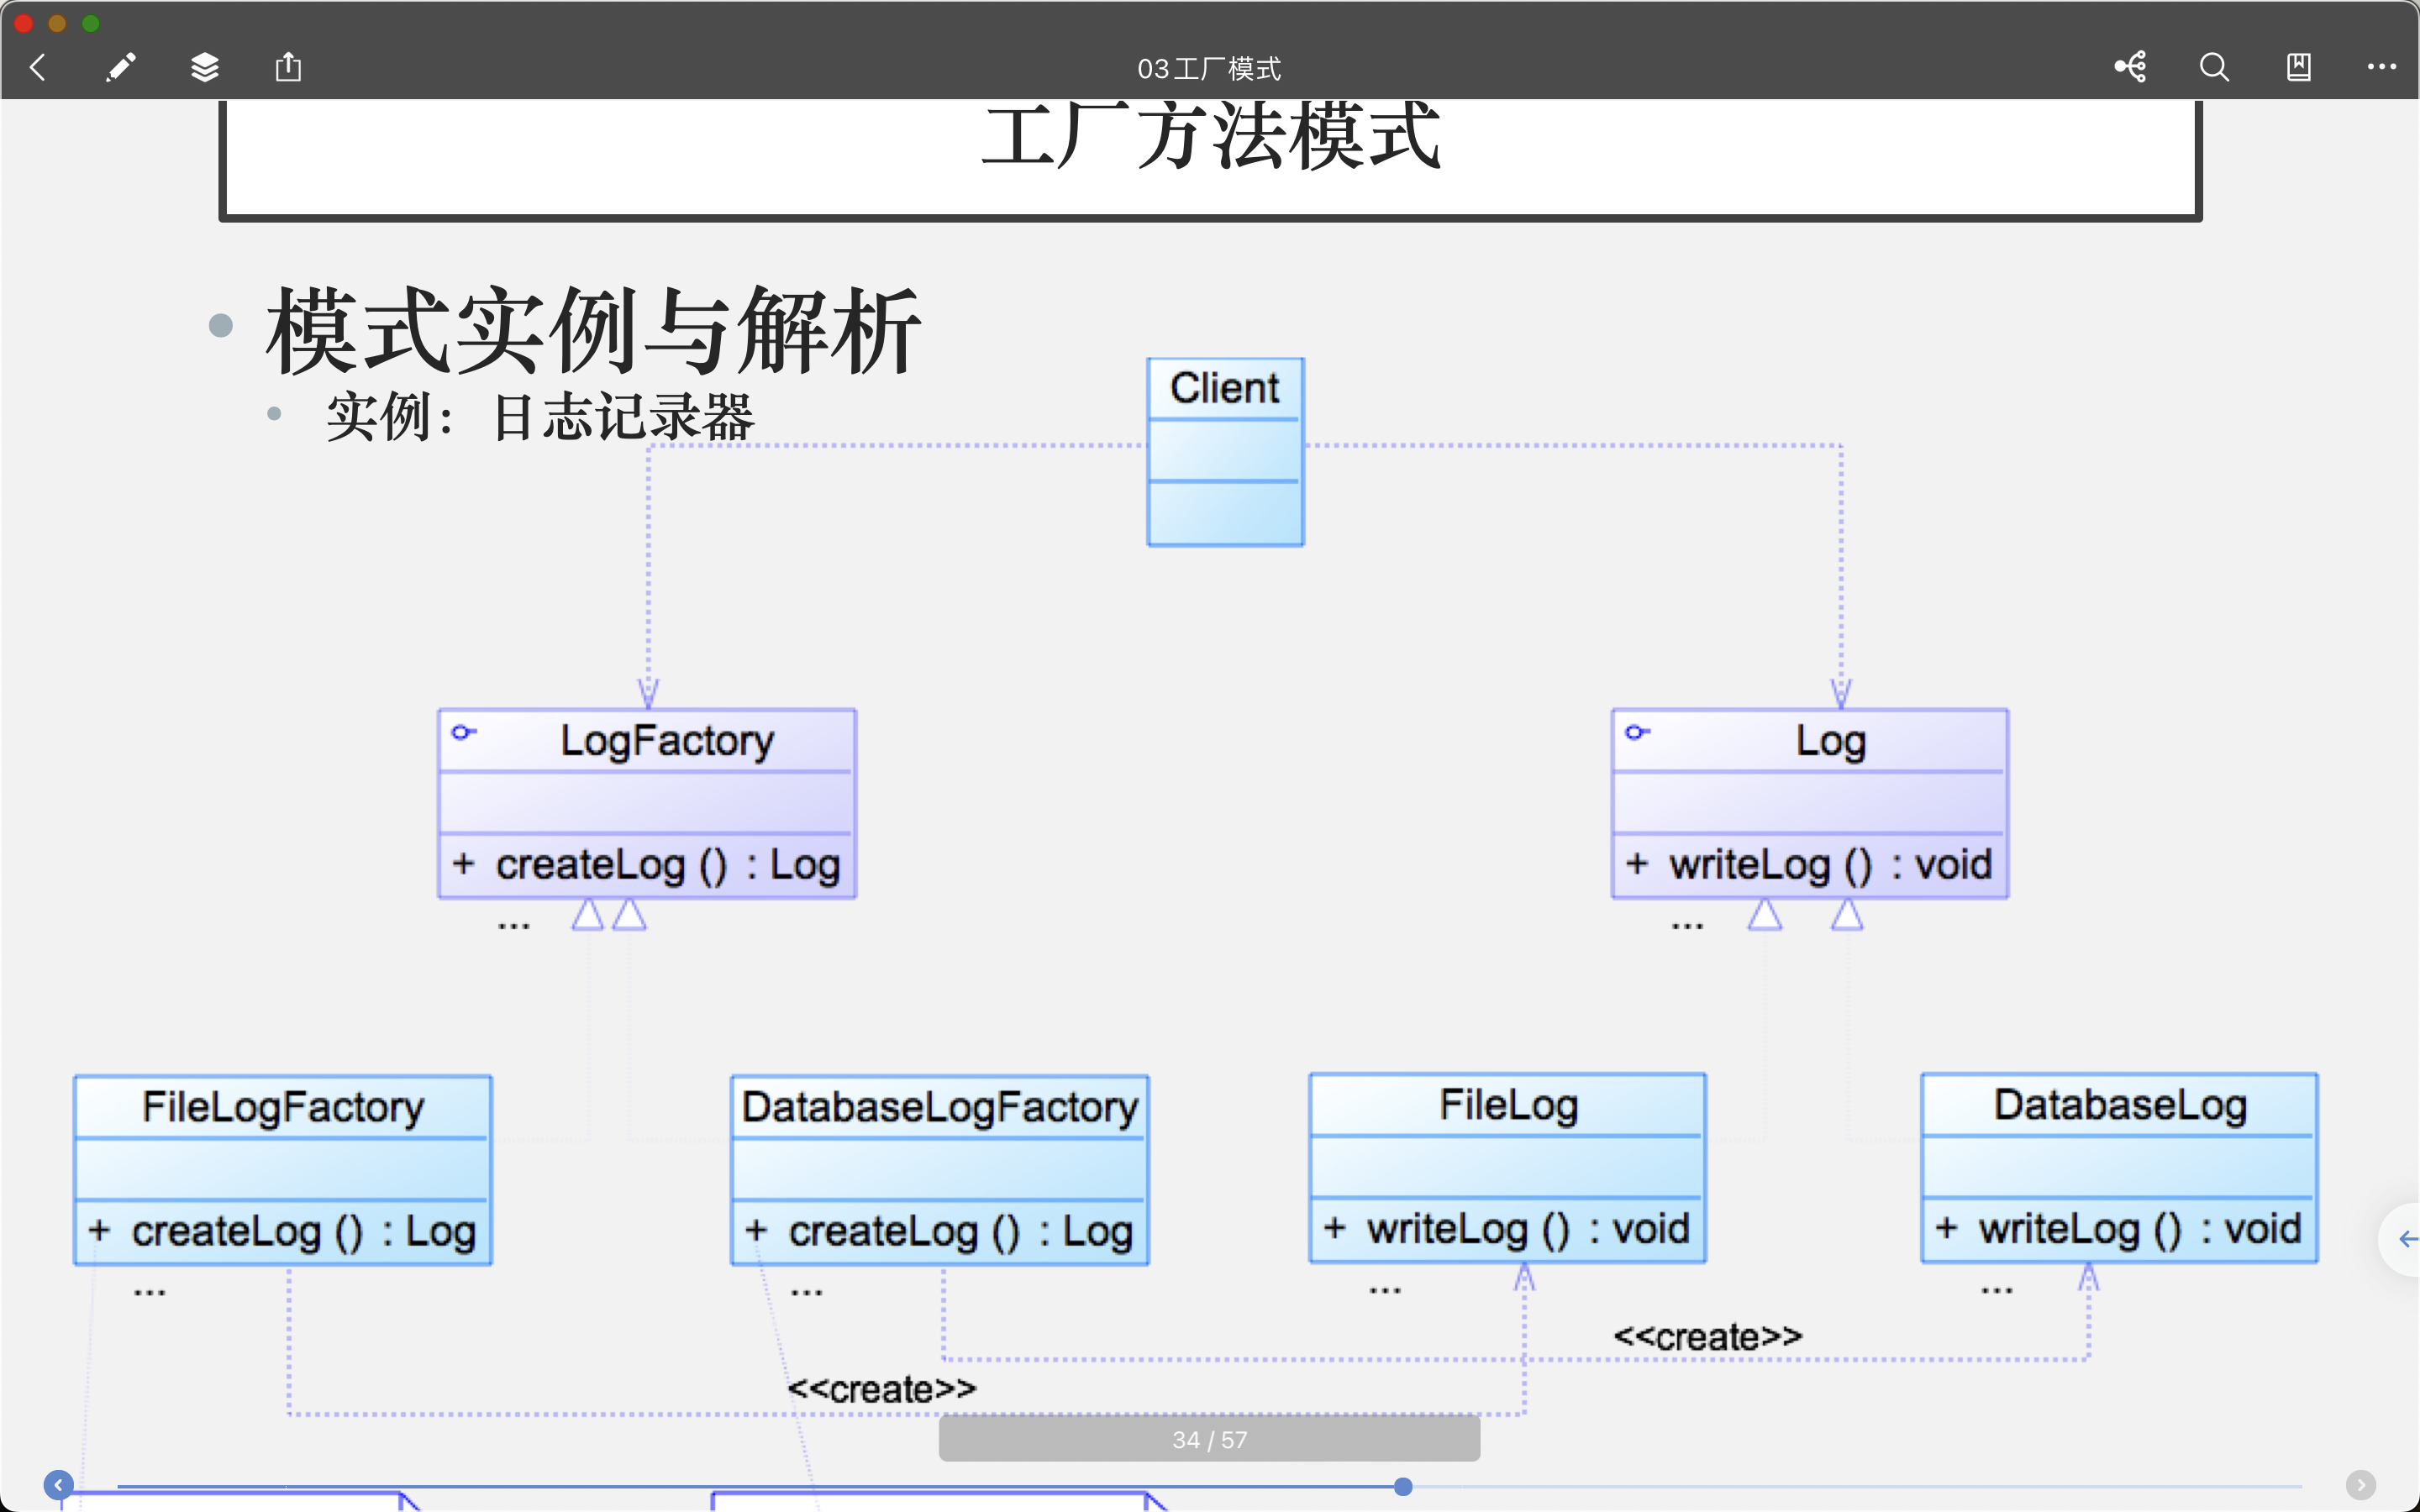 03工厂模式
工厂方法模式
模式实例与解析
实例：日志记录器
Client
LogFactory
+ createLog () : Log
...
Log
+ writeLog () : void
...
FileLogFactory
+ createLog () : Log
...
DatabaseLogFactory
+ createLog () : Log
...
FileLog
+ writeLog () : void
...
DatabaseLog
+ writeLog () : void
...
<<create>>
<<create>>
34 / 57